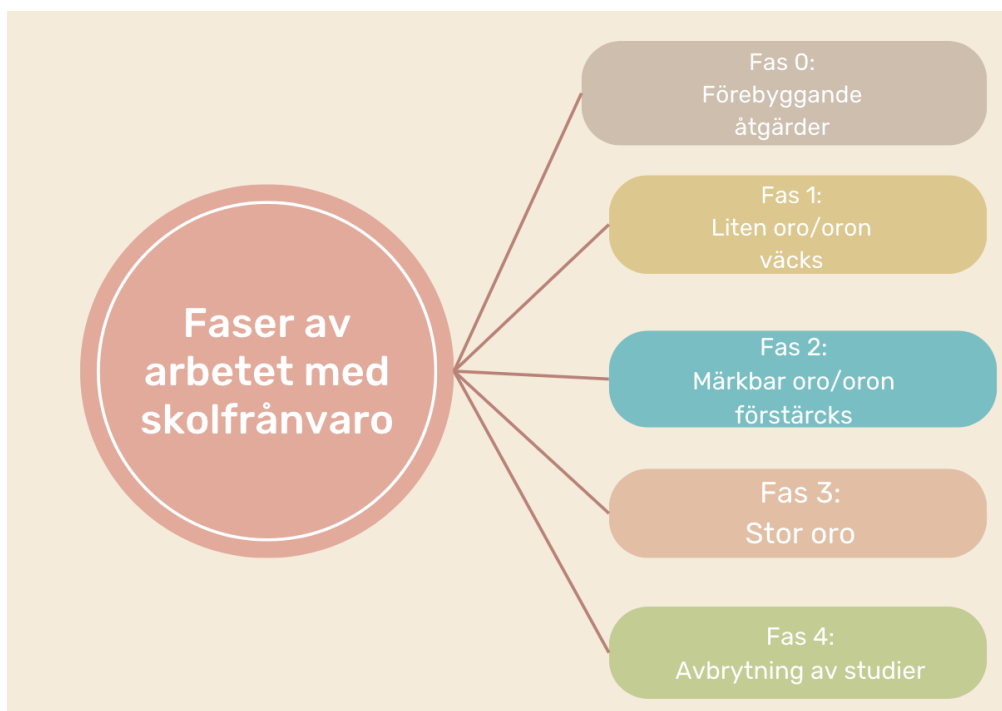 Faser av
arbetet med
skolfrånvaro
Fas 0:
Förebyggande
åtgärder
Fas 1:
Liten oro/oron
väcks
Fas 2:
Märkbar oro/oron
förstärcks
Fas 3:
Stor oro
Fas 4:
Avbrytning av studier